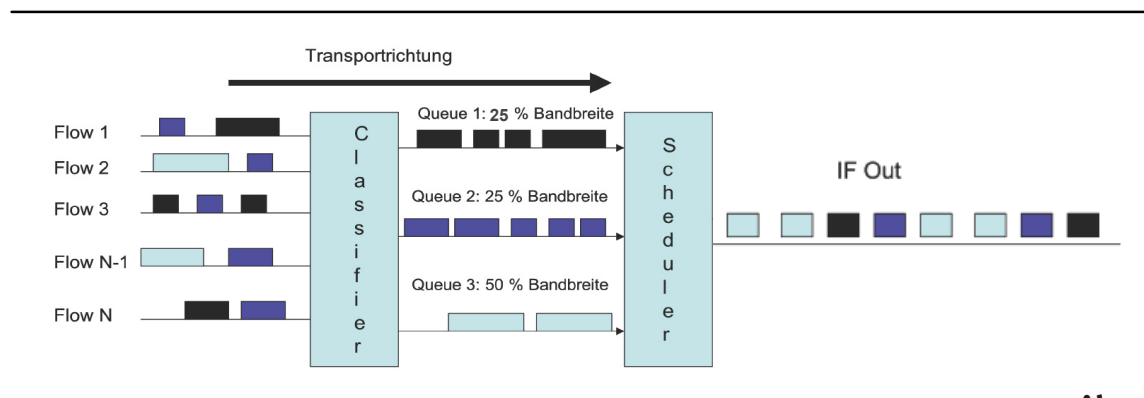 Transportrichtung
Flow 1
Flow 2
Flow 3
Flow N-1
Flow N
Classifier
Queue 1: 25 % Bandbreite
Queue 2: 25 % Bandbreite
Queue 3: 50 % Bandbreite
Scheduler
IF Out